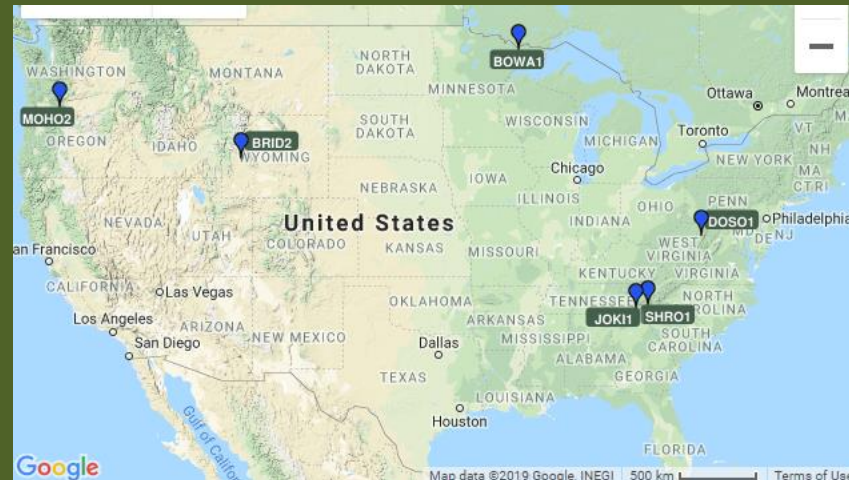 NORTH
DAKOTA
WASHINGTON
MONTANA
BOWA1
MINNESOTA
Ottawa
Montrea
MOHO2
OREGON
IDAHO
SOUTH
DAKOTA
WISCONSIN
MICHIGAN
Toronto
VT
NH
BRID2
WYOMING
NEW YORK
MA
CT RI
Chicago
IOWA
NEBRASKA
ILLINOIS
INDIANA
OHIO
PENN
DOSO1
Philadelphia
MD
DE
NJ
NEVADA
UTAH
United States
COLORADO
KANSAS
MISSOURI
WEST
VIRGINIA
KENTUCKY
VIRGINIA
an Francisco
CALIFORNIA
Las Vegas
OKLAHOMA
TENNESSEE
NORTH
ROLINA
JOKI1
SHRO1
Los Angeles
ARIZONA
NEW MEXICO
ARKANSAS
MISSISSIPPI
SOUTH
CAROLINA
San Diego
Dallas
ALABAMA
GEORGIA
TEXAS
LOUISIANA
Houston
Gulf of Califor
FLORIDA
Google
Map data ©2019 Google, INEGI
500 km
Terms of Use